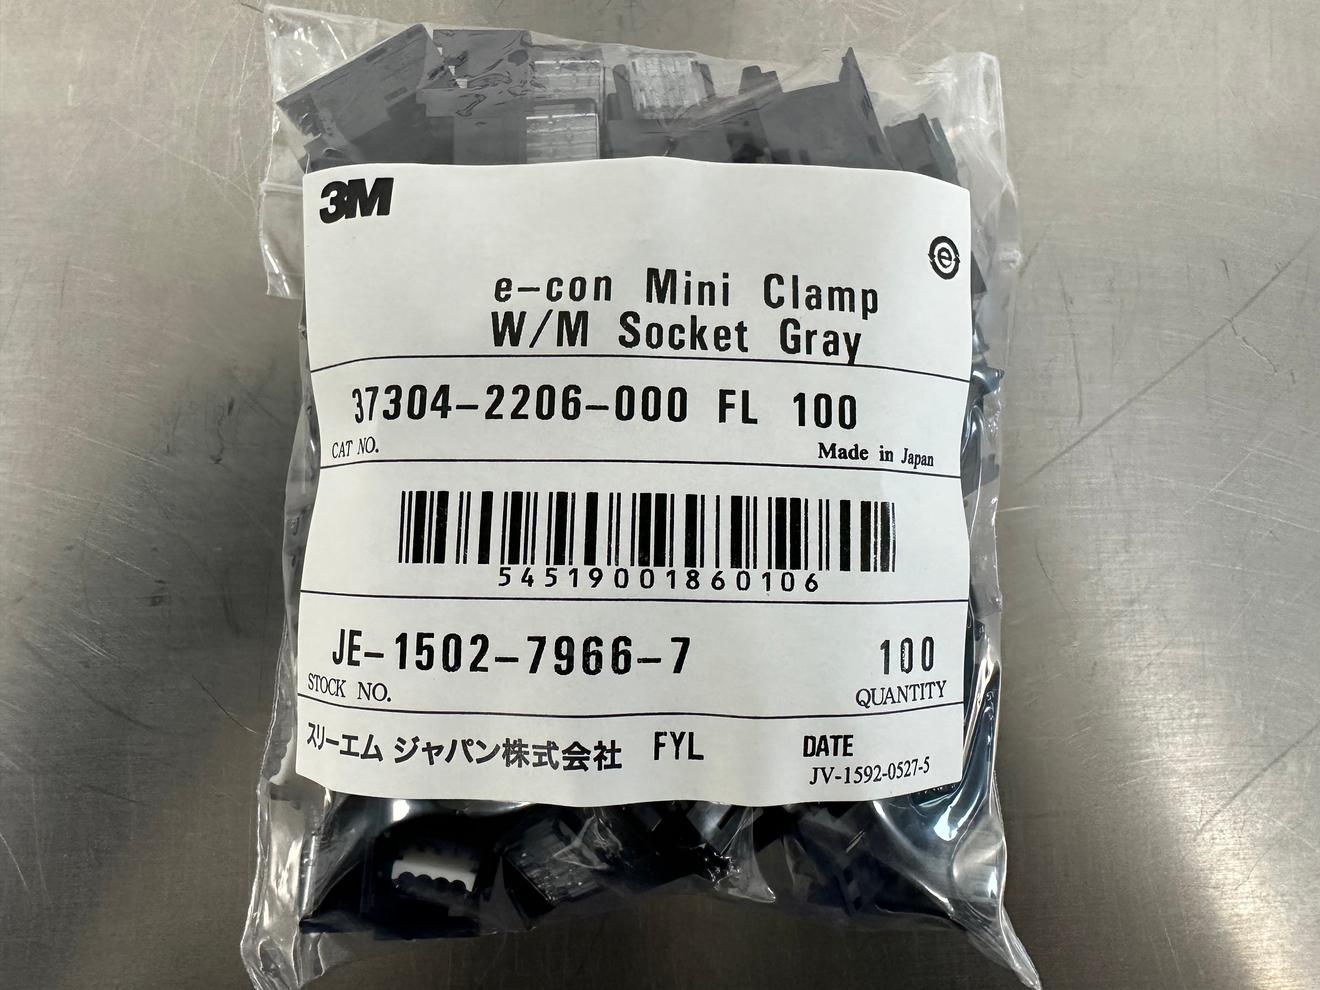 3M
e
e-con Mini Clamp
W/M Socket Gray
37304-2206-000 FL 100
CAT NO. Made in Japan
54519001860106
JE-1502-7966-7 100
STOCK NO. QUANTITY
スリーエム ジャパン株式会社 FYL DATE
JV-1592-0527-5